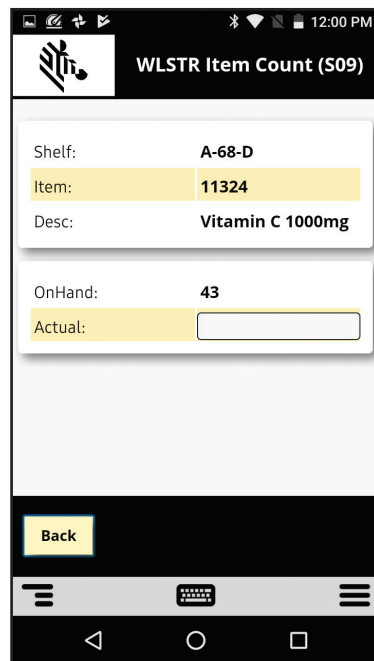 12:00 PM
WLSTR Item Count (S09)
Shelf: A-68-D
Item: 11324
Desc: Vitamin C 1000mg
OnHand: 43
Actual:
Back